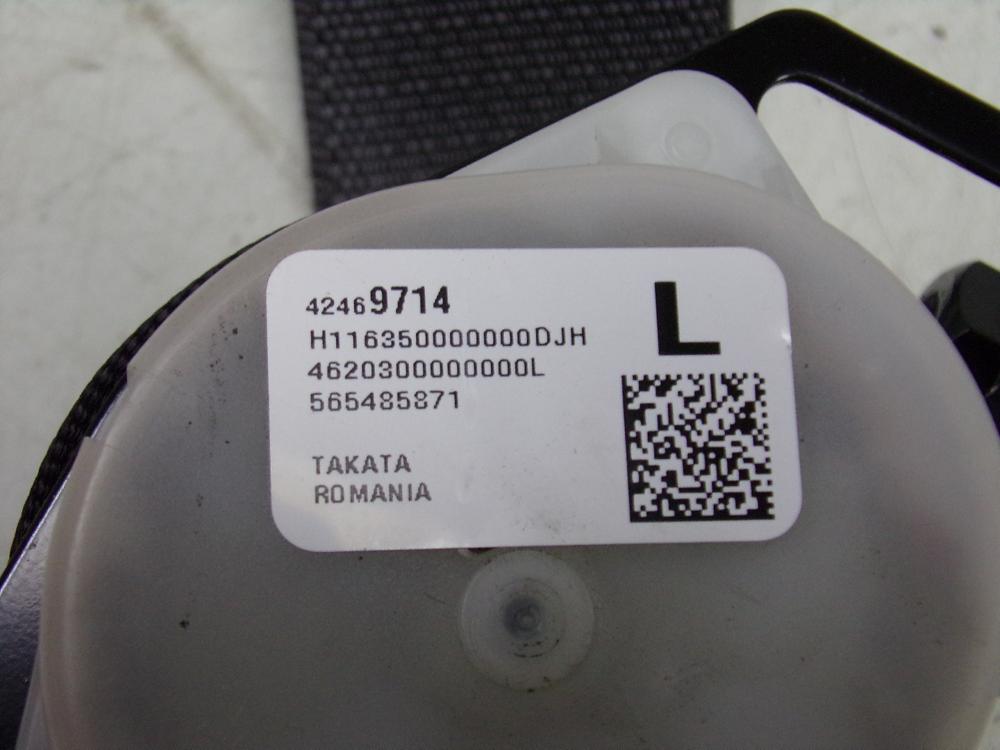 42469714
L
H116350000000DJH
4620300000000L
565485871
TAKATA
ROMANIA